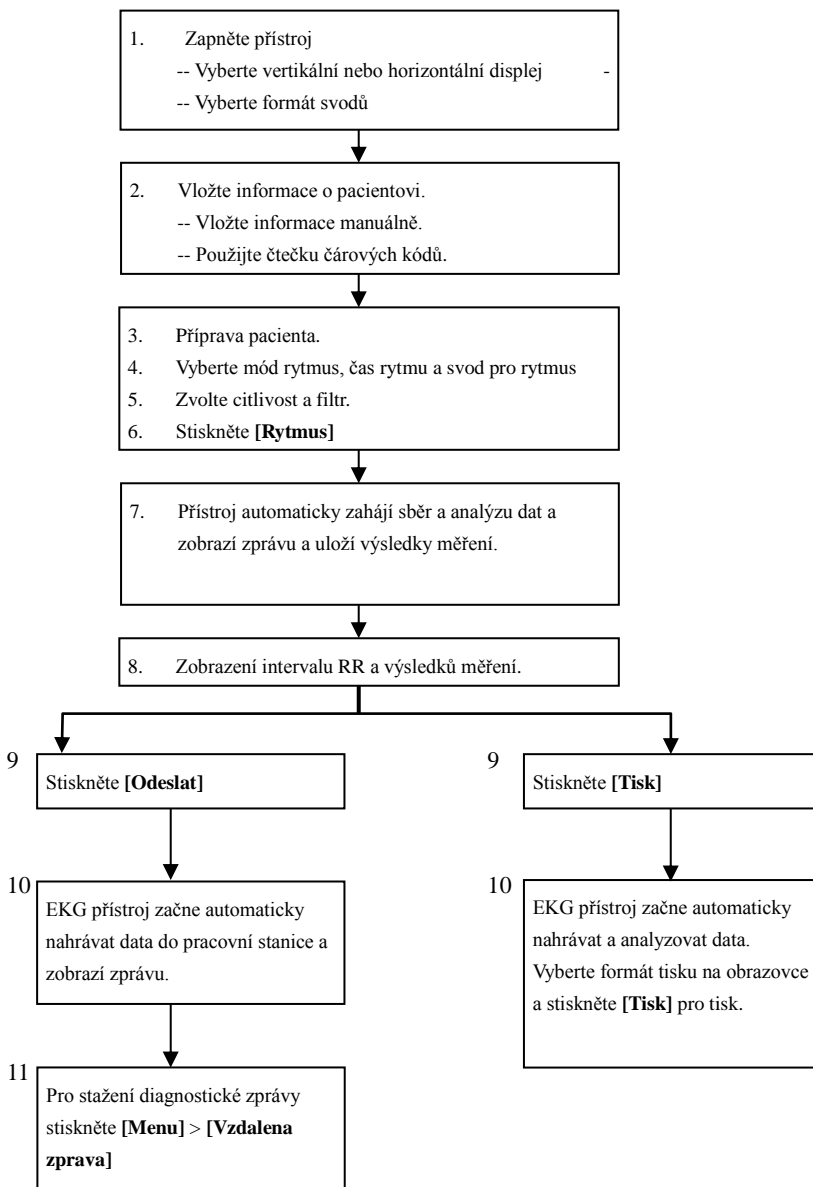 1. Zapněte přístroj
-- Vyberte vertikální nebo horizontální displej -
-- Vyberte formát svodů
2. Vložte informace o pacientovi.
-- Vložte informace manuálně.
-- Použijte čtečku čárových kódů.
3. Příprava pacienta.
4. Vyberte mód rytmus, čas rytmu a svod pro rytmus
5. Zvolte citlivost a filtr.
6. Stiskněte [Rytmus]
7. Přístroj automaticky zahájí sběr a analýzu dat a
zobrazí zprávu a uloží výsledky měření.
8. Zobrazení intervalu RR a výsledků měření.
9
Stiskněte [Odeslat]
10
EKG přístroj začne automaticky
nahrávat data do pracovní stanice a
zobrazí zprávu.
11
Pro stažení diagnostické zprávy
stiskněte [Menu] > [Vzdalena
zprava]
9
Stiskněte [Tisk]
10
EKG přístroj začne automaticky
nahrávat a analyzovat data.
Vyberte formát tisku na obrazovce
a stiskněte [Tisk] pro tisk.